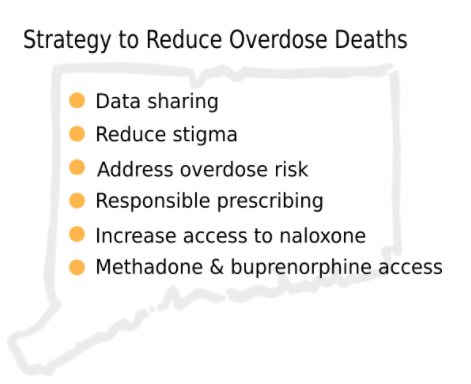 Strategy to Reduce Overdose Deaths
Data sharing
Reduce stigma
Address overdose risk
Responsible prescribing
Increase access to naloxone
Methadone & buprenorphine access